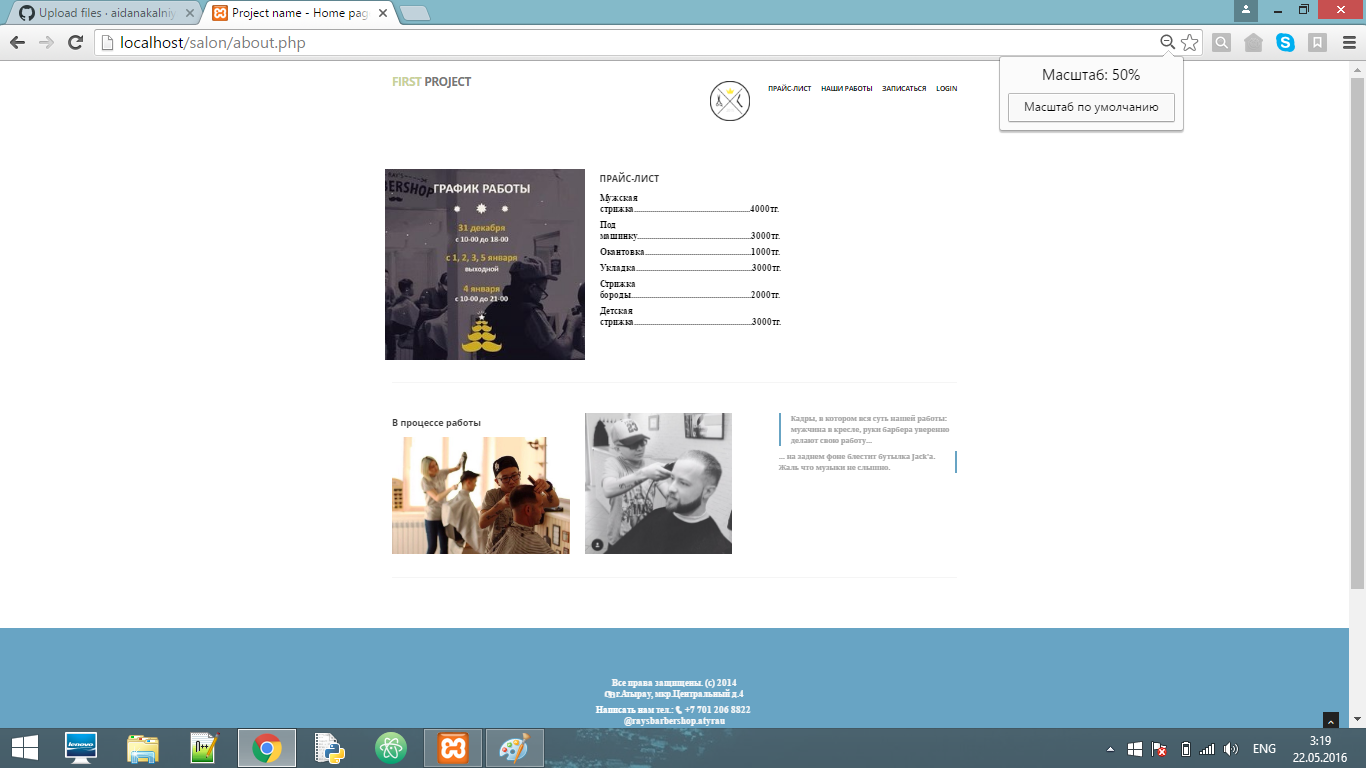 Upload files · aidanakalniy
Project name - Home pag
localhost/salon/about.php
Масштаб: 50%
Масштаб по умолчанию
FIRST PROJECT
ПРАЙС-ЛИСТ НАШИ РАБОТЫ ЗАПИСАТЬСЯ LOGIN
ГРАФИК РАБОТЫ
31 декабря
с 10-00 до 18-00
с 1, 2, 3, 5 января
выходной
4 января
с 10-00 до 21-00
ПРАЙС-ЛИСТ
Мужская
стрижка..........................................................4000тг.
Под
машинку.........................................................3000тг.
Окантовка.....................................................1000тг.
Укладка..........................................................3000тг.
Стрижка
бороды............................................................2000тг.
Детская
стрижка...........................................................3000тг.
В процессе работы
23
Кадры, в котором вся суть нашей работы:
мужчина в кресле, руки барбера уверенно
делают свою работу...
... на задном фоне блестит бутылка Jack'a.
Жаль что музыки не слышно.
Все права защищены. (с) 2014
г.Атырау, мкр.Центральный д.4
Написать нам тел.: +7 701 206 8822
@raysbarbershop.atyrau
lenovo
ENG
3:19
22.05.2016